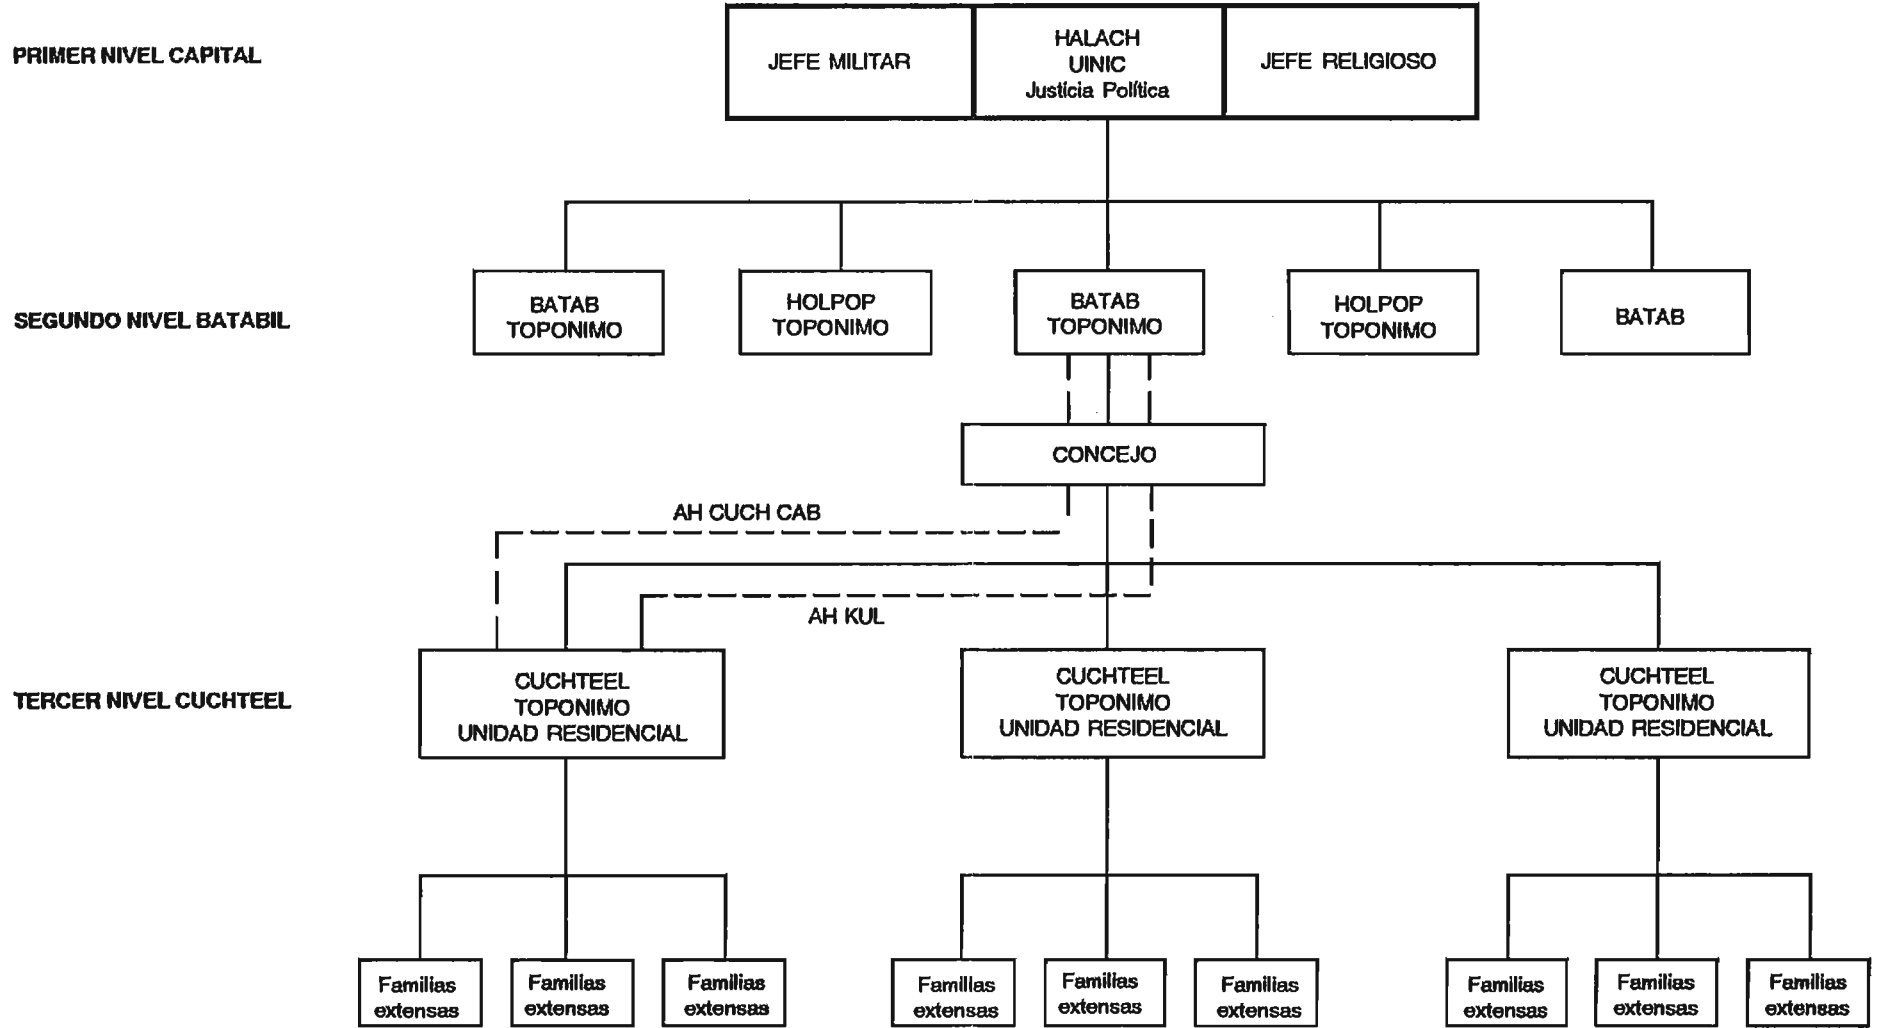 PRIMER NIVEL CAPITAL
JEFE MILITAR
HALACH
UINIC
Justicia Política
JEFE RELIGIOSO
SEGUNDO NIVEL BATABIL
BATAB
TOPONIMO
HOLPOP
TOPONIMO
BATAB
TOPONIMO
HOLPOP
TOPONIMO
BATAB
CONCEJO
AH CUCH CAB
AH KUL
TERCER NIVEL CUCHTEEL
CUCHTEEL
TOPONIMO
UNIDAD RESIDENCIAL
CUCHTEEL
TOPONIMO
UNIDAD RESIDENCIAL
CUCHTEEL
TOPONIMO
UNIDAD RESIDENCIAL
Familias
extensas
Familias
extensas
Familias
extensas
Familias
extensas
Familias
extensas
Familias
extensas
Familias
extensas
Familias
extensas
Familias
extensas